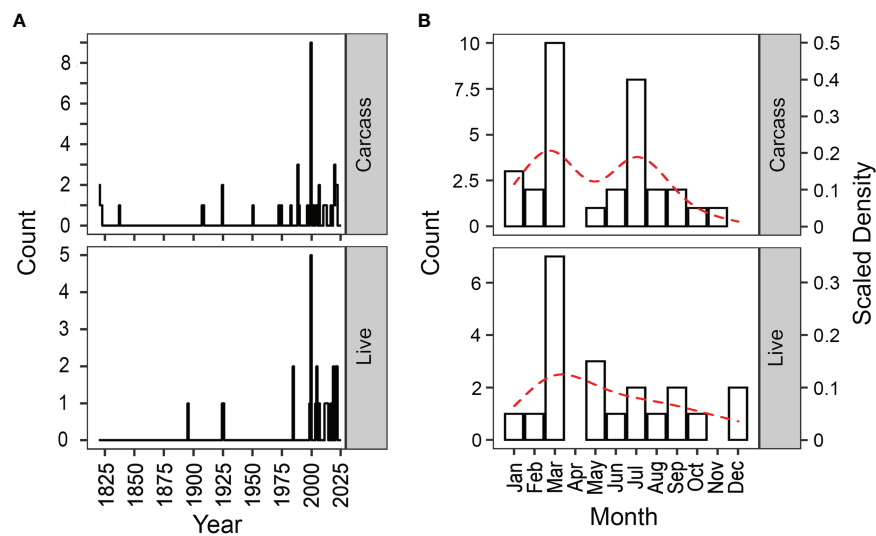 A
B
8
6
4
2
0
Carcass
5
4
3
2
1
0
Live
Count
1825
1850
1875
1900
1925
1950
1975
2000
2025
Year
10
7.5
5
2.5
0
0.5
0.4
0.3
0.2
0.1
0
Carcass
6
4
2
0
0.3
0.2
0.1
0
Live
Count
Scaled Density
Jan
Feb
Mar
Apr
May
Jun
Jul
Aug
Sep
Oct
Nov
Dec
Month